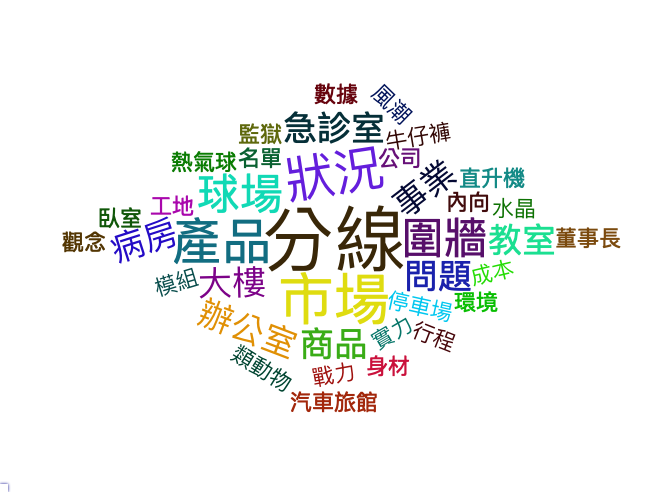 數據
風潮
監獄
急診室
牛仔褲
熱氣球
名單
狀況
公司
事業
直升機
球場
工地
內向
水晶
臥室
病房
觀念
產品
分線
圍牆
教室
董事長
模組
大樓
市場
問題
成本
停車場
環境
辦公室
商品
實力
行程
類動物
戰力
身材
汽車旅館